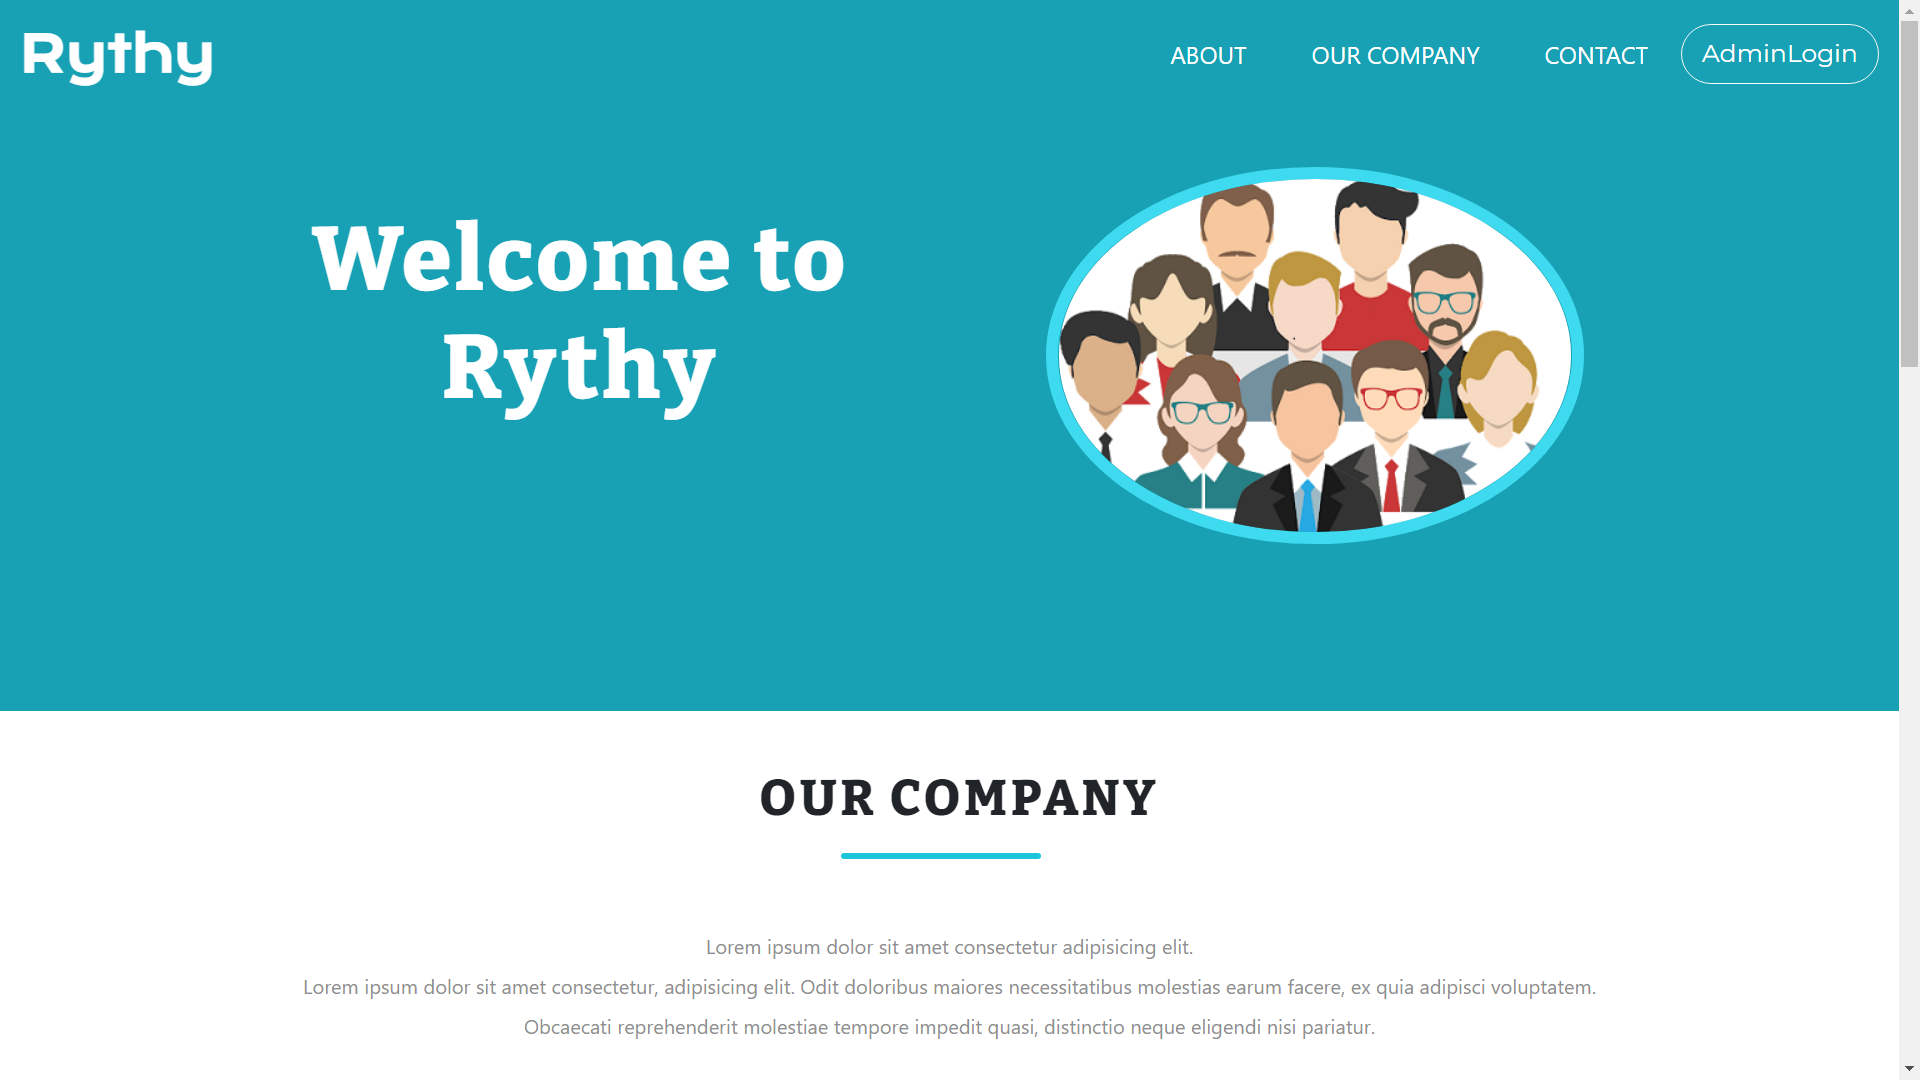 Rythy
ABOUT
OUR COMPANY
CONTACT
AdminLogin
Welcome to
Rythy
OUR COMPANY
Lorem ipsum dolor sit amet consectetur adipisicing elit.
Lorem ipsum dolor sit amet consectetur, adipisicing elit. Odit doloribus maiores necessitatibus molestias earum facere, ex quia adipisci voluptatem.
Obcaecati reprehenderit molestiae tempore impedit quasi, distinctio neque eligendi nisi pariatur.